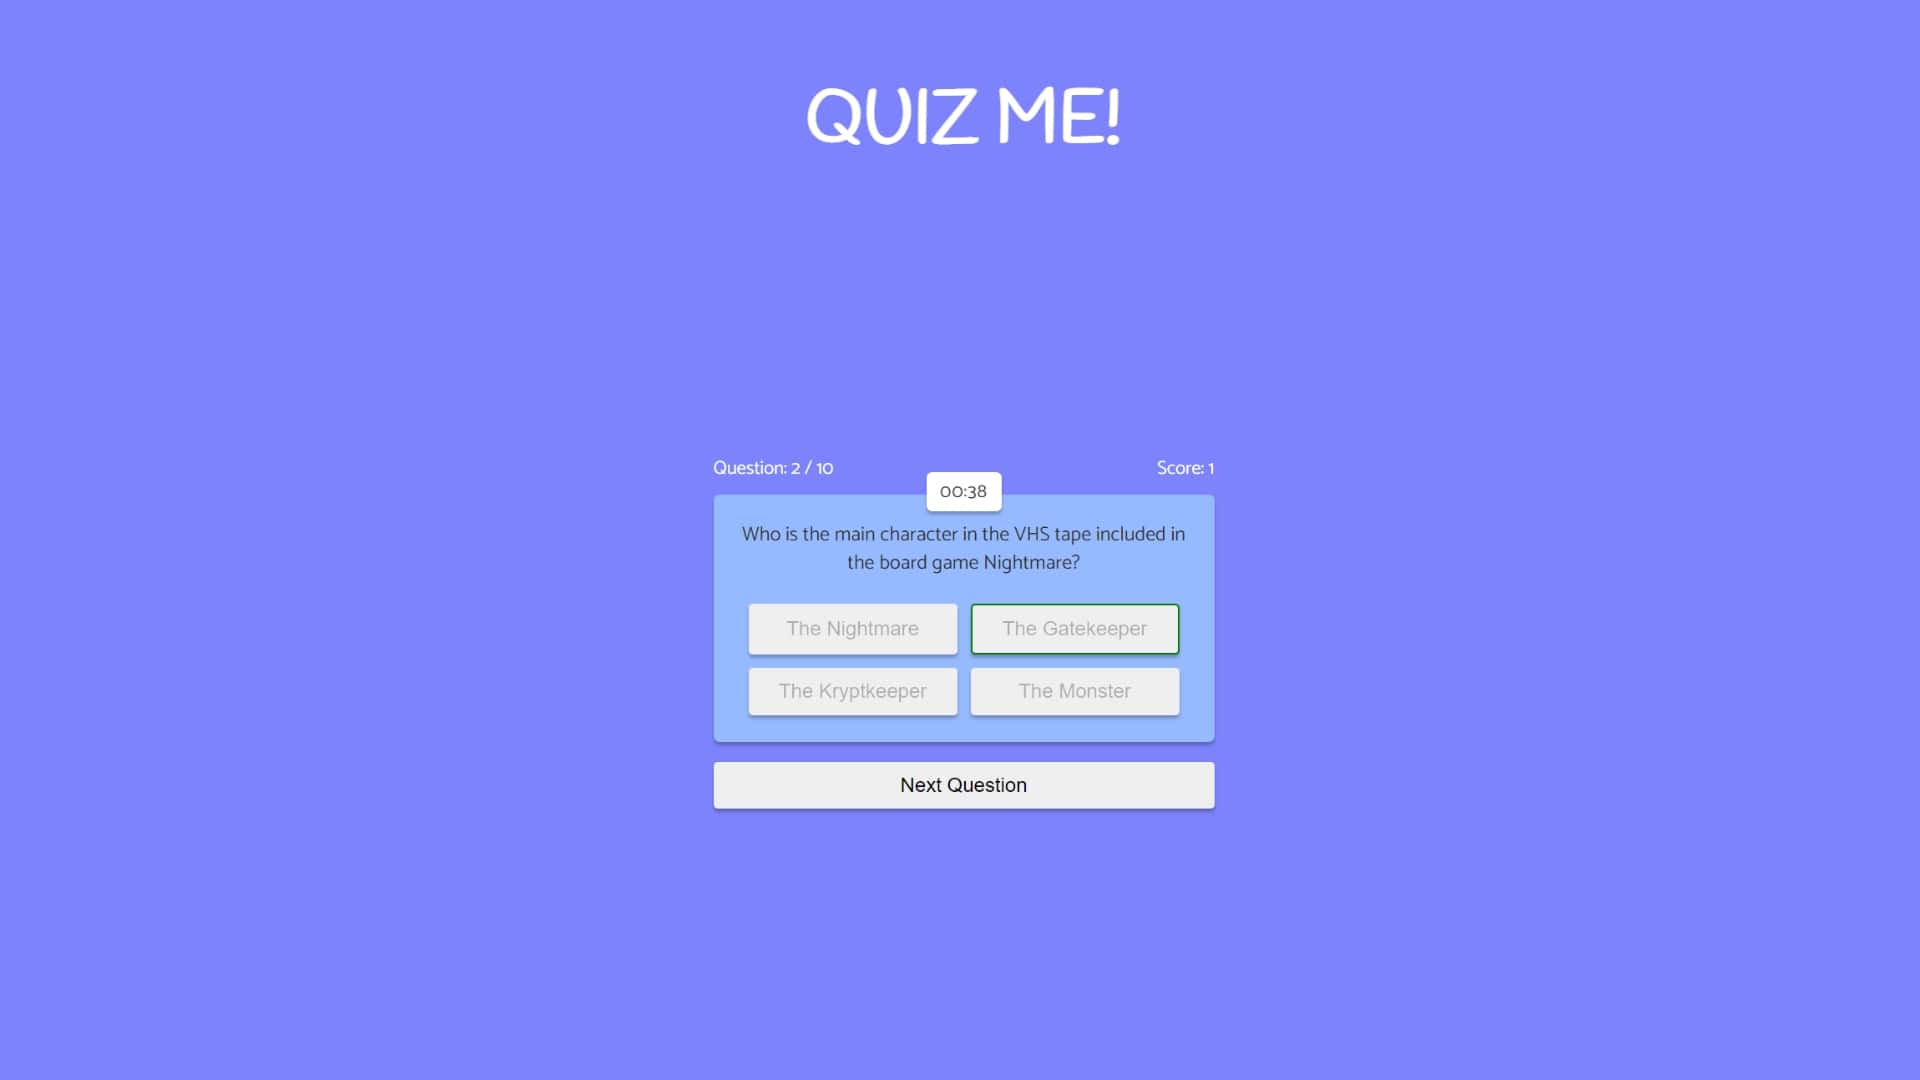 QUIZ ME!
Question: 2 / 10
Score: 1
00:38
Who is the main character in the VHS tape included in
the board game Nightmare?
The Nightmare
The Gatekeeper
The Kryptkeeper
The Monster
Next Question